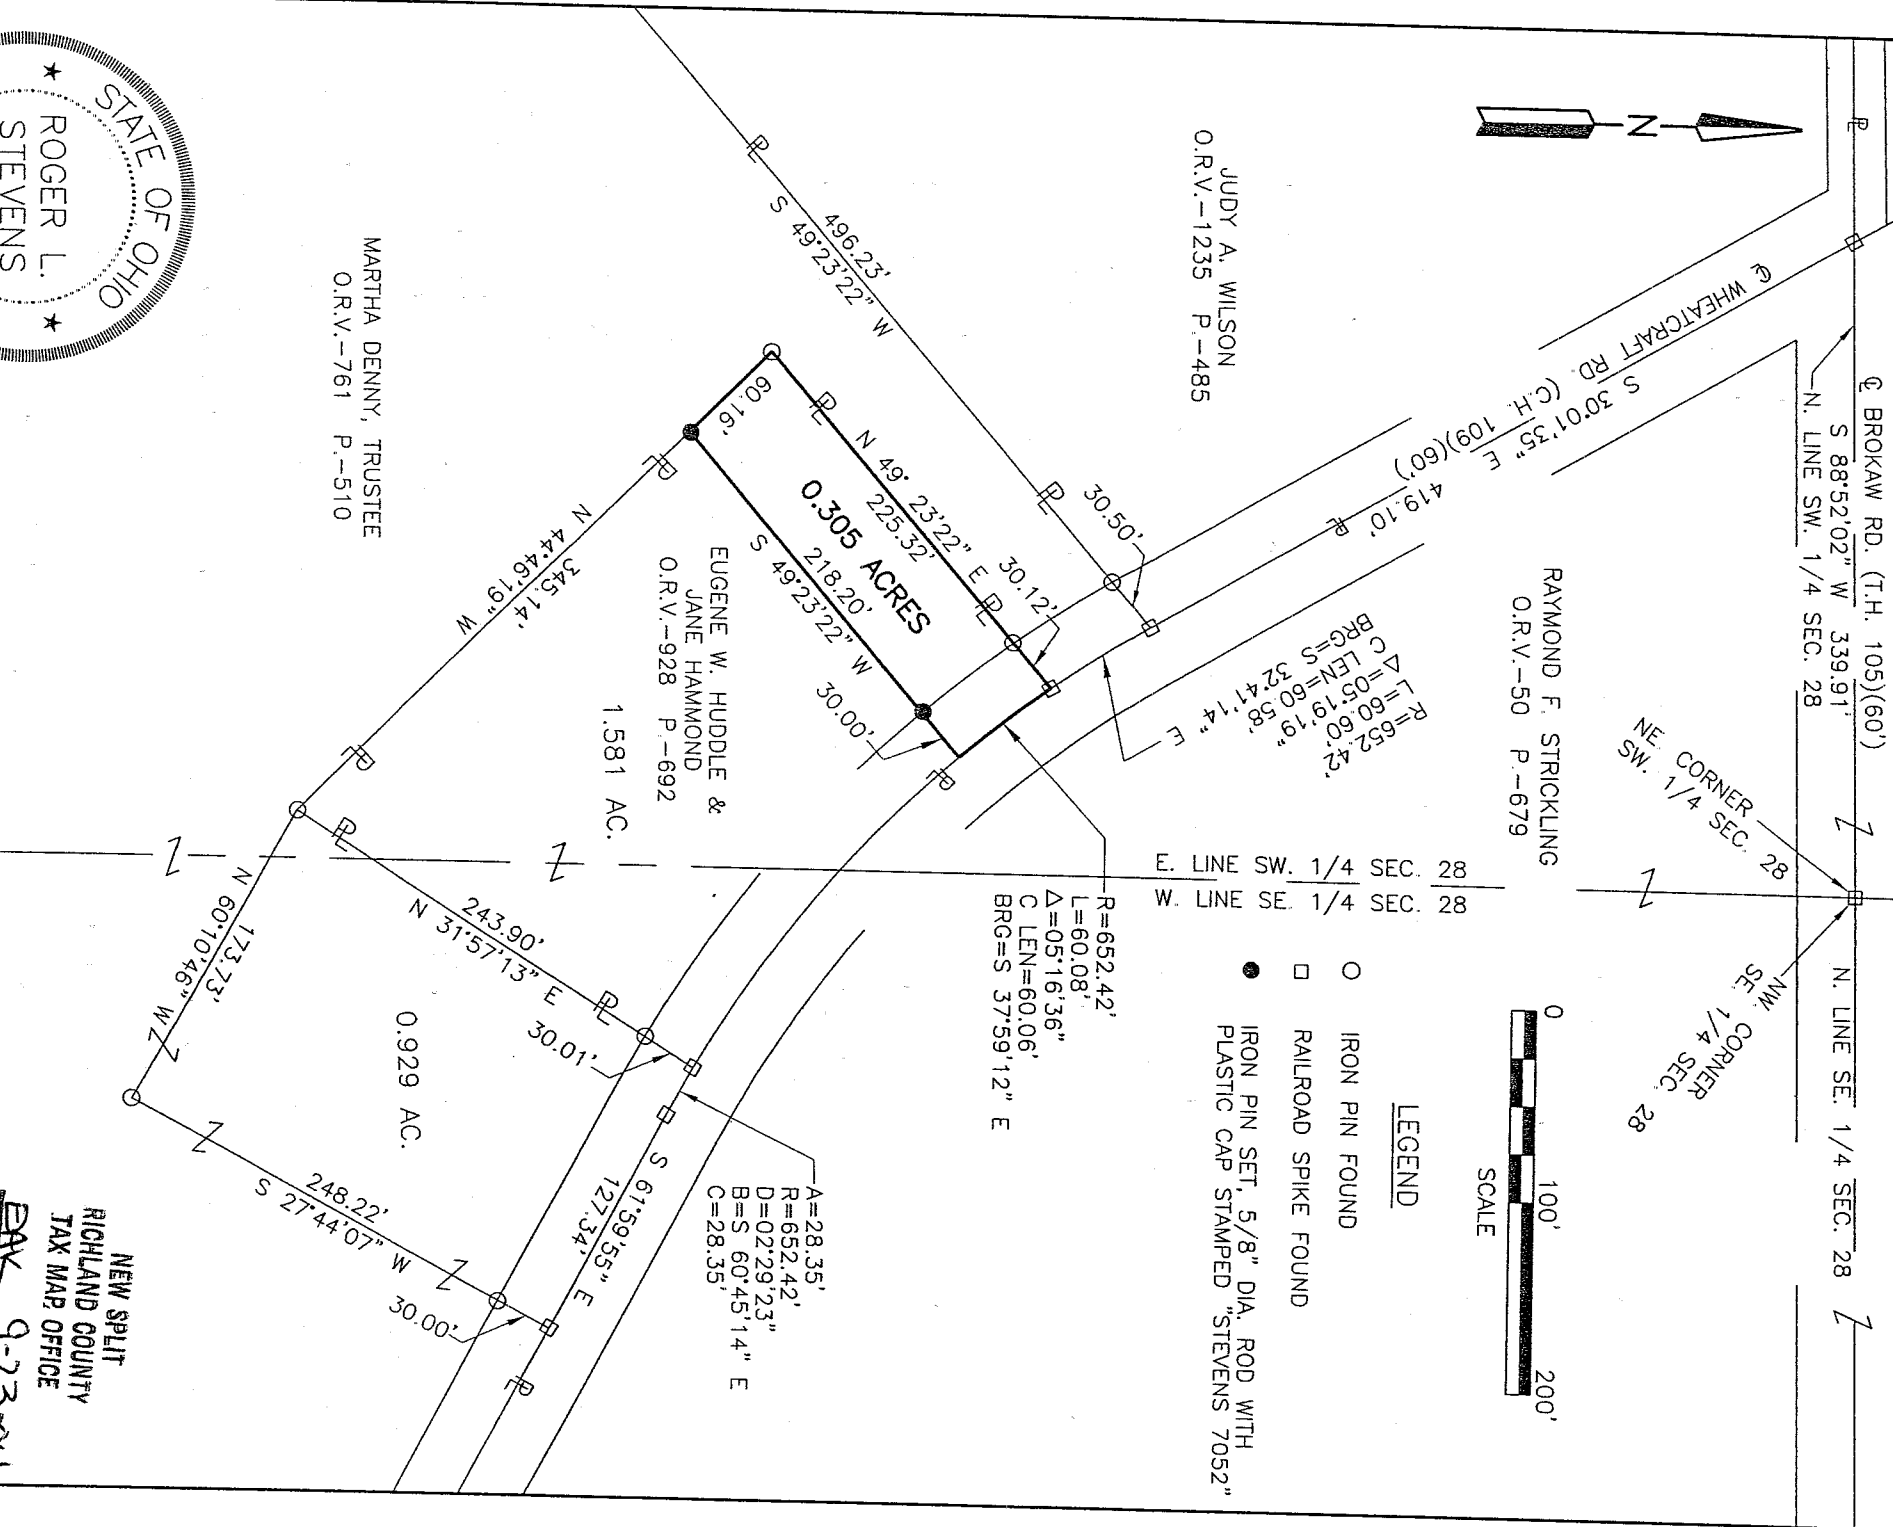 ℄ BROKAW RD. (T.H. 105)(60')
S 88°52'02" W 339.91'
N. LINE SW. 1/4 SEC. 28
N. LINE SE. 1/4 SEC. 28
NE. CORNER
SW. 1/4 SEC. 28
NW. CORNER
SE. 1/4 SEC. 28
N
℄ WHEATCRAFT RD (C.H. 109)(60')
S 30°01'35" E
419.10'
RAYMOND F. STRICKLING
O.R.V.-50 P.-679
0
100'
200'
SCALE
LEGEND
IRON PIN FOUND
RAILROAD SPIKE FOUND
IRON PIN SET, 5/8" DIA. ROD WITH
PLASTIC CAP STAMPED "STEVENS 7052"
JUDY A. WILSON
O.R.V.-1235 P.-485
E. LINE SW. 1/4 SEC. 28
W. LINE SE. 1/4 SEC. 28
R=652.42'
L=60.60'
Δ=05°19'19"
C LEN=60.58'
BRG=S 32°41'14" E
R=652.42'
L=60.08'
Δ=05°16'36"
C LEN=60.06'
BRG=S 37°59'12" E
30.50'
496.23'
S 49°23'22" W
30.12'
N 49° 23'22" E
225.32'
0.305 ACRES
218.20'
S 49°23'22" W
60.16'
30.00'
EUGENE W. HUDDLE &
JANE HAMMOND
O.R.V.-928 P.-692
1.581 AC.
A=28.35'
R=652.42'
D=02°29'23"
B=S 60°45'14" E
C=28.35'
S 61°59'55" E
127.34'
345.14'
N 44°46'19" W
MARTHA DENNY, TRUSTEE
O.R.V.-761 P.-510
243.90'
N 31°57'13" E
30.01'
0.929 AC.
173.73'
N 60°10'46" W
248.22'
S 27°44'07" W
30.00'
STATE OF OHIO
ROGER L.
STEVENS
NEW SPLIT
RICHLAND COUNTY
TAX MAP OFFICE